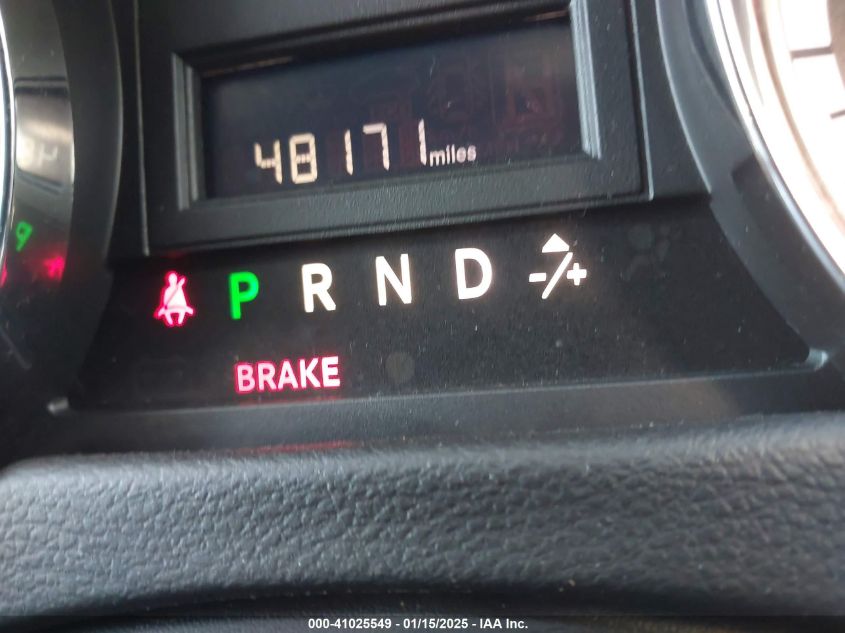 48171 miles
P R N D -/+
BRAKE
000-41025549 - 01/15/2025 - IAA Inc.